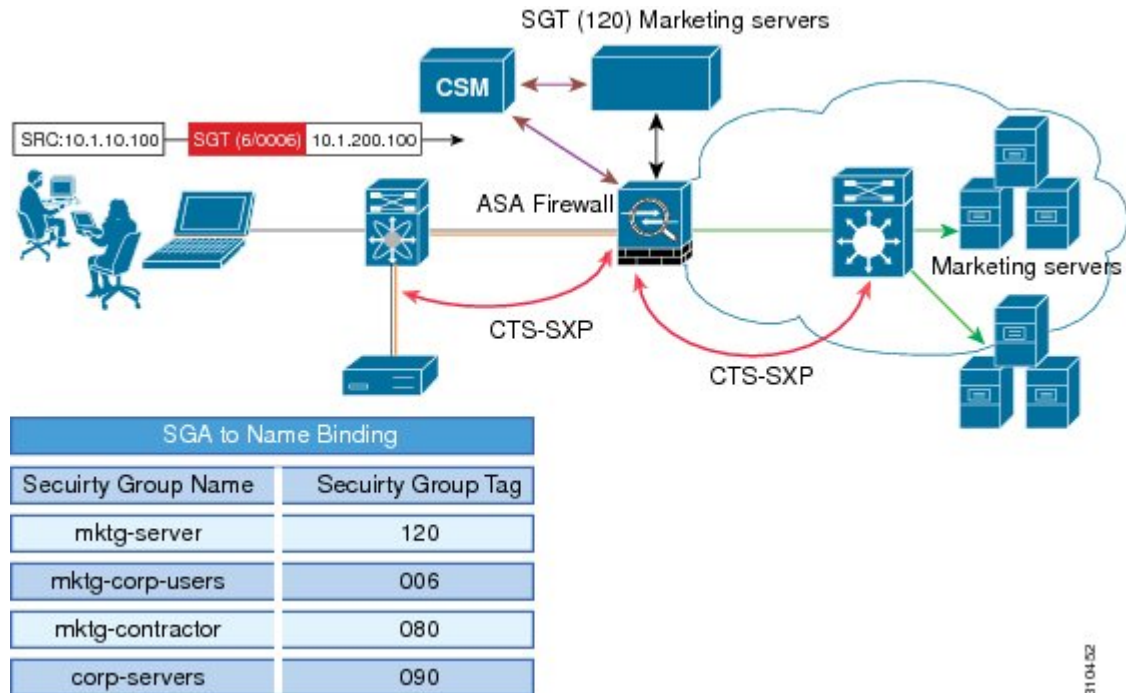 SGT (120) Marketing servers
CSM
SRC:10.1.10.100
SGT (6/0006)
10.1.200.100
ASA Firewall
Marketing servers
CTS-SXP
CTS-SXP
SGA to Name Binding
Secuirty Group Name
Secuirty Group Tag
mktg-server
120
mktg-corp-users
006
mktg-contractor
080
corp-servers
090
310452